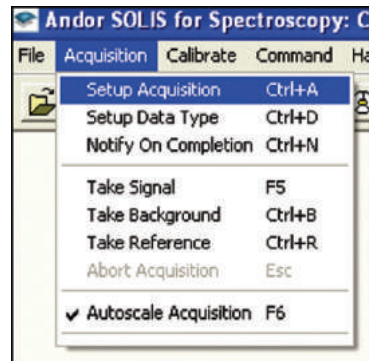 Andor SOLIS for Spectroscopy: C
File Acquisition Calibrate Command Ha
Setup Acquisition Ctrl+A
Setup Data Type Ctrl+D
Notify On Completion Ctrl+N
Take Signal F5
Take Background Ctrl+B
Take Reference Ctrl+R
Abort Acquisition Esc
Autoscale Acquisition F6